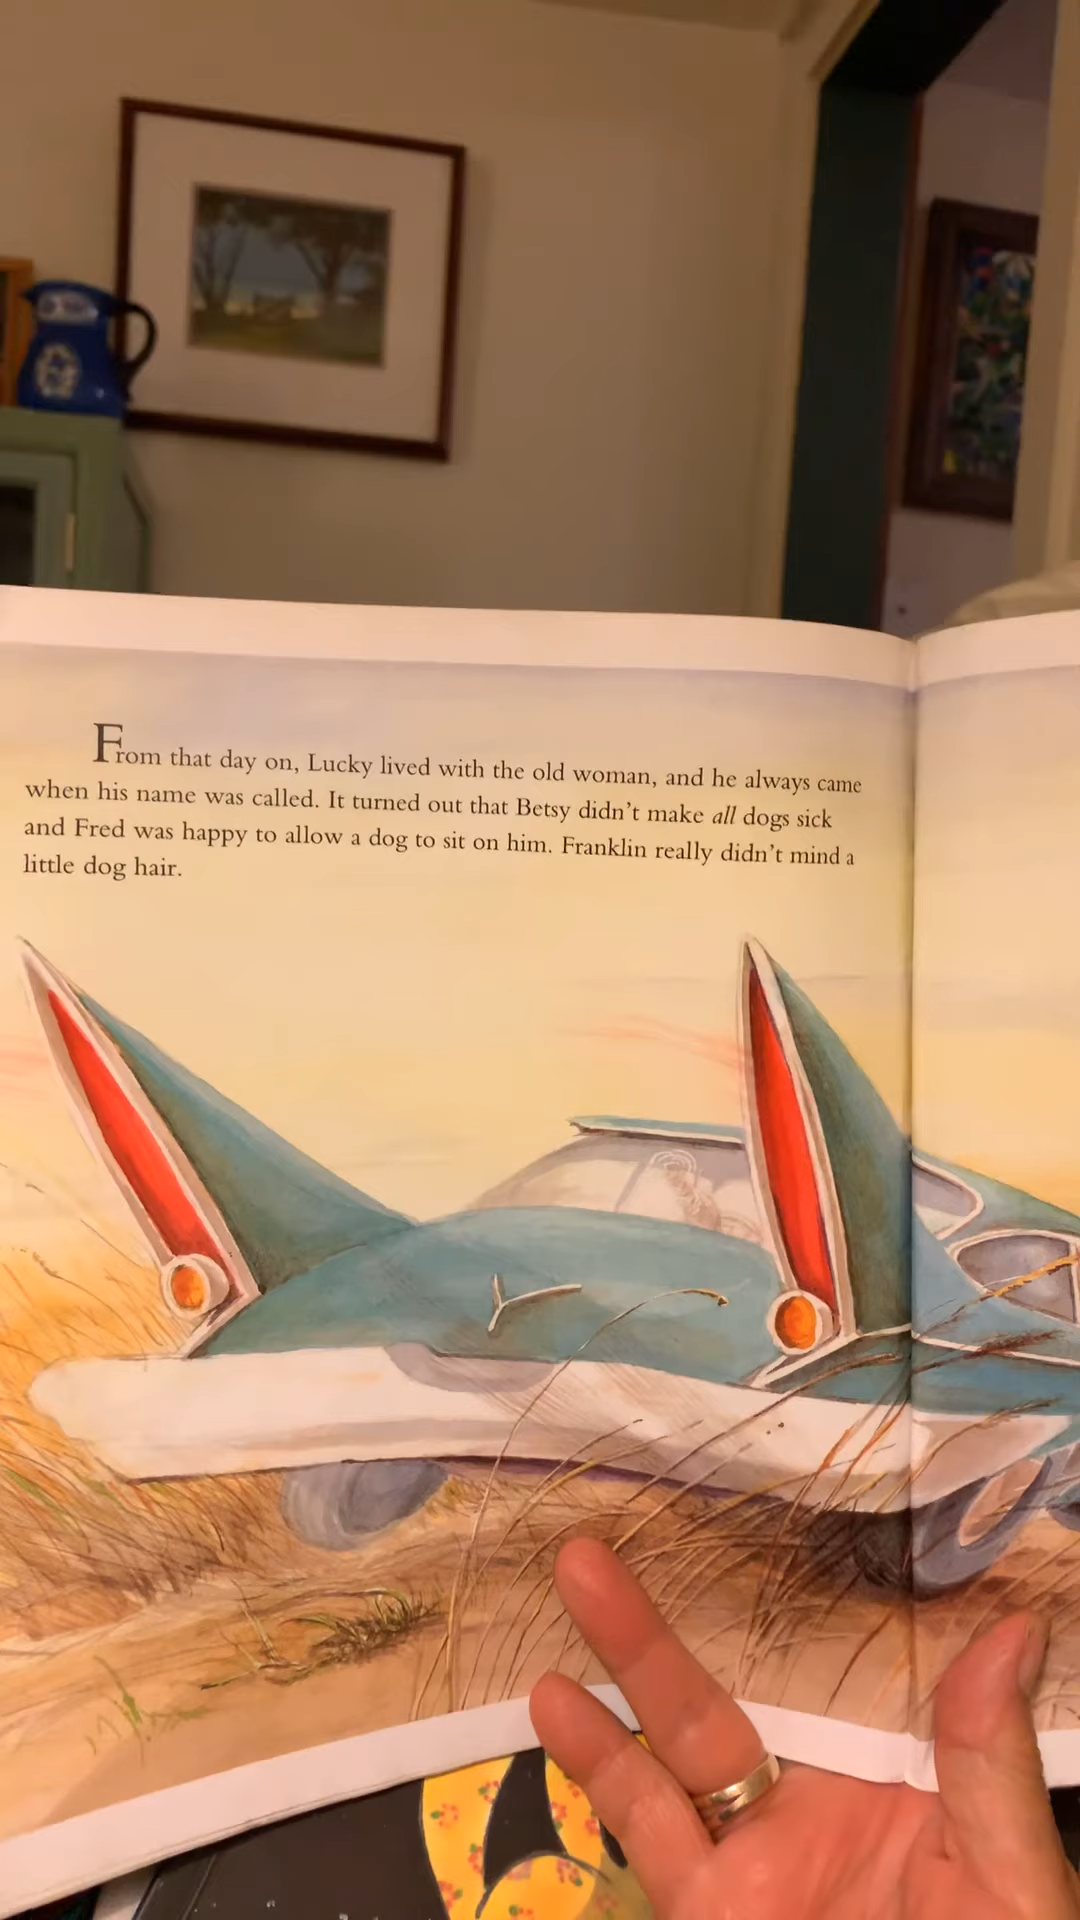 From that day on, Lucky lived with the old woman, and he always came
when his name was called. It turned out that Betsy didn't make all dogs sick
and Fred was happy to allow a dog to sit on him. Franklin really didn't mind a
little dog hair.